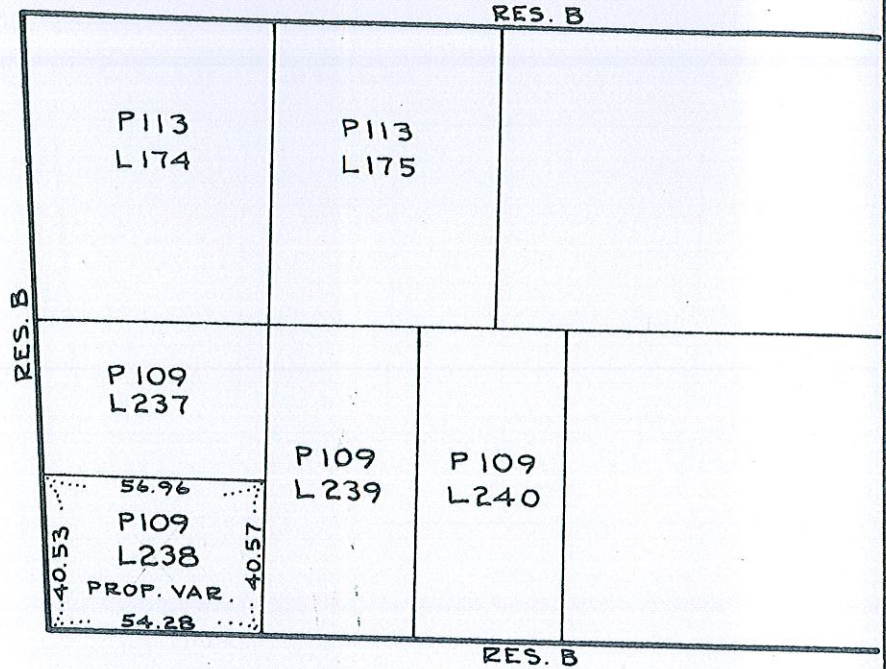 RES. B
P113
L174
P113
L175
RES. B
P109
L237
P109
L239
P109
L240
56.96
P109
L238
PROP. VAR.
40.53
40.57
54.28
RES. B